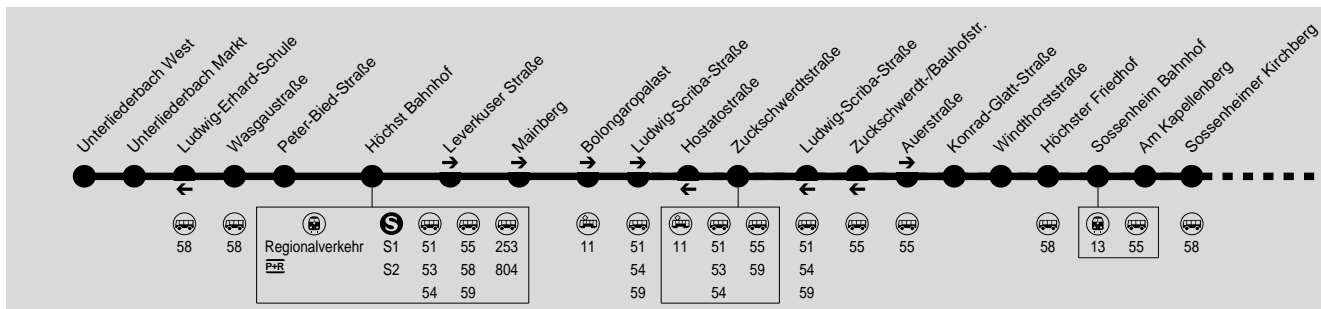 Unterliederbach West
Unterliederbach Markt
Ludwig-Erhard-Schule
Wasgaustraße
Peter-Bied-Straße
Höchst Bahnhof
Leverkuser Straße
Mainberg
Bolongaropalast
Ludwig-Scriba-Straße
Hostatostraße
Zuckschwerdtstraße
Ludwig-Scriba-Straße
Zuckschwerdt-/Bauhofstr.
Auerstraße
Konrad-Glatt-Straße
Windthorststraße
Höchster Friedhof
Sossenheim Bahnhof
Am Kapellenberg
Sossenheimer Kirchberg
S
58 58 Regionalverkehr S1 51 55 253 11 51 11 51 55 51 55 55 58 13 55 58
P+R S2 53 58 804 54 53 59 54
54 59 59 54 59